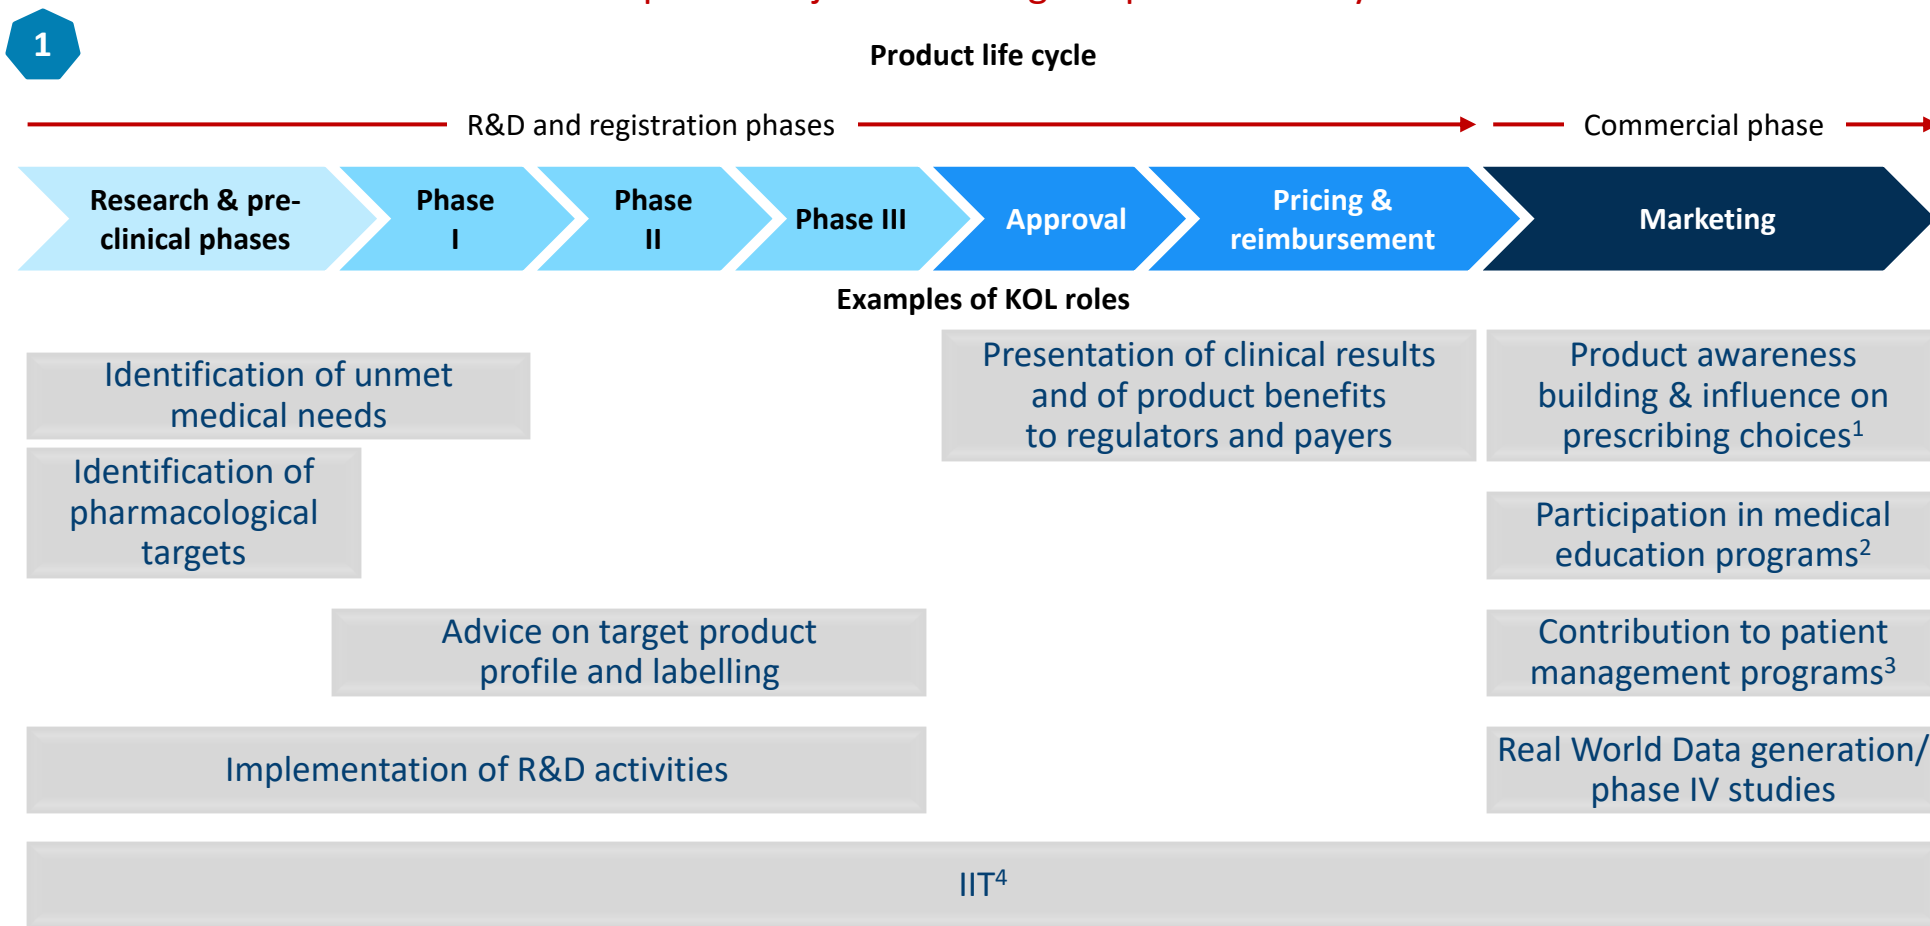 1
Product life cycle
R&D and registration phases
Commercial phase
Research & pre-
clinical phases
Phase
I
Phase
II
Phase III
Approval
Pricing &
reimbursement
Marketing
Examples of KOL roles
Identification of unmet
medical needs
Presentation of clinical results
and of product benefits
to regulators and payers
Product awareness
building & influence on
prescribing choices1
Identification of
pharmacological
targets
Participation in medical
education programs2
Advice on target product
profile and labelling
Contribution to patient
management programs3
Implementation of R&D activities
Real World Data generation/
phase IV studies
IIT4